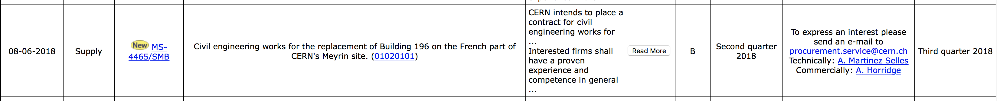 experience in the ...
08-06-2018
Supply
New MS-
4465/SMB
Civil engineering works for the replacement of Building 196 on the French part of
CERN's Meyrin site. (01020101)
CERN intends to place a
contract for civil
engineering works for
...
Interested firms shall
have a proven
experience and
competence in general
...
Read More
B
Second quarter
2018
To express an interest please
send an e-mail to
procurement.service@cern.ch
Technically: A. Martinez Selles
Commercially: A. Horridge
Third quarter 2018